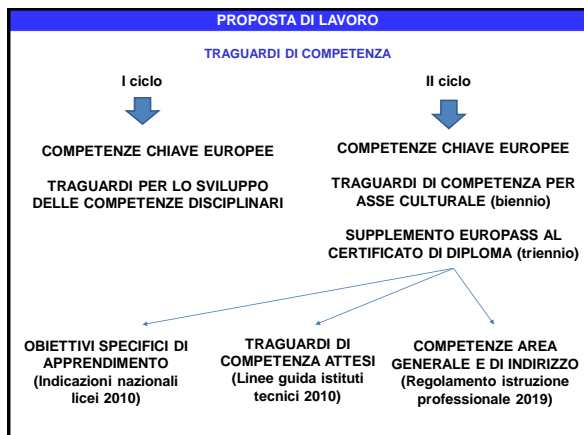 PROPOSTA DI LAVORO
TRAGUARDI DI COMPETENZA
I ciclo
COMPETENZE CHIAVE EUROPEE
TRAGUARDI PER LO SVILUPPO
DELLE COMPETENZE DISCIPLINARI
II ciclo
COMPETENZE CHIAVE EUROPEE
TRAGUARDI DI COMPETENZA PER
ASSE CULTURALE (biennio)
SUPPLEMENTO EUROPASS AL
CERTIFICATO DI DIPLOMA (triennio)
OBIETTIVI SPECIFICI DI
APPRENDIMENTO
(Indicazioni nazionali
licei 2010)
TRAGUARDI DI
COMPETENZA ATTESI
(Linee guida istituti
tecnici 2010)
COMPETENZE AREA
GENERALE E DI INDIRIZZO
(Regolamento istruzione
professionale 2019)